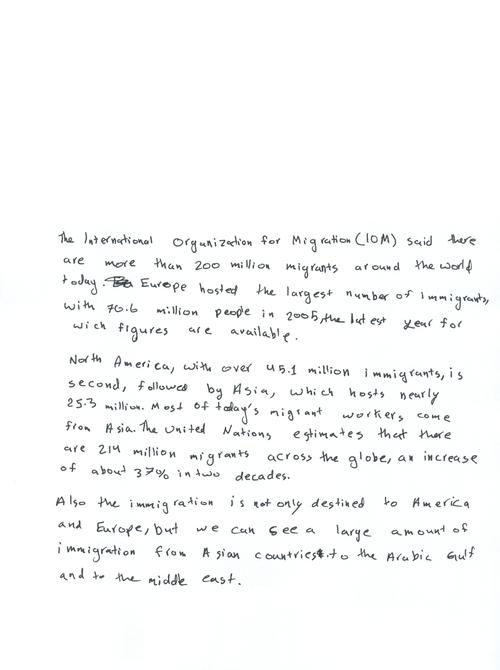 The International Organization for Migration (IOM) said there
are more than 200 million migrants around the world
today. Europe hosted the largest number of immigrants,
with 70.6 million people in 2005, the latest year for
wich figures are available.
North America, with over 45.1 million immigrants, is
second, followed by Asia, which hosts nearly
25.3 million. Most of today's migrant workers come
from Asia. The United Nations estimates that there
are 214 million migrants across the globe, an increase
of about 37% in two decades.
Also the immigration is not only destined to America
and Europe, but we can see a large amount of
immigration from Asian countries to the Arabic Gulf
and to the middle east.